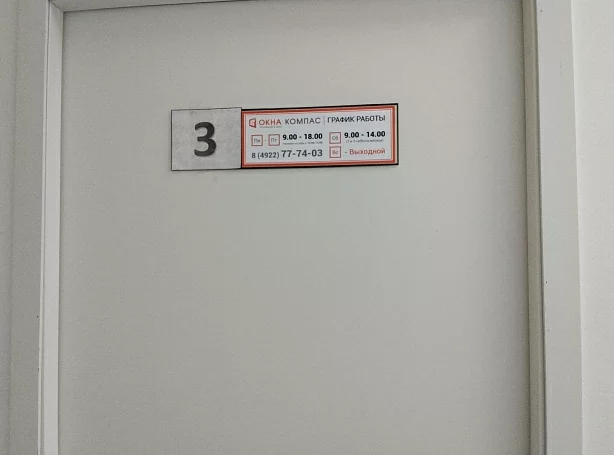 3
ОКНА КОМПАС
ГРАФИК РАБОТЫ
Пн Пт 9.00 - 18.00
8 (4922) 77-74-03
Сб 9.00 - 14.00
Вс - Выходной